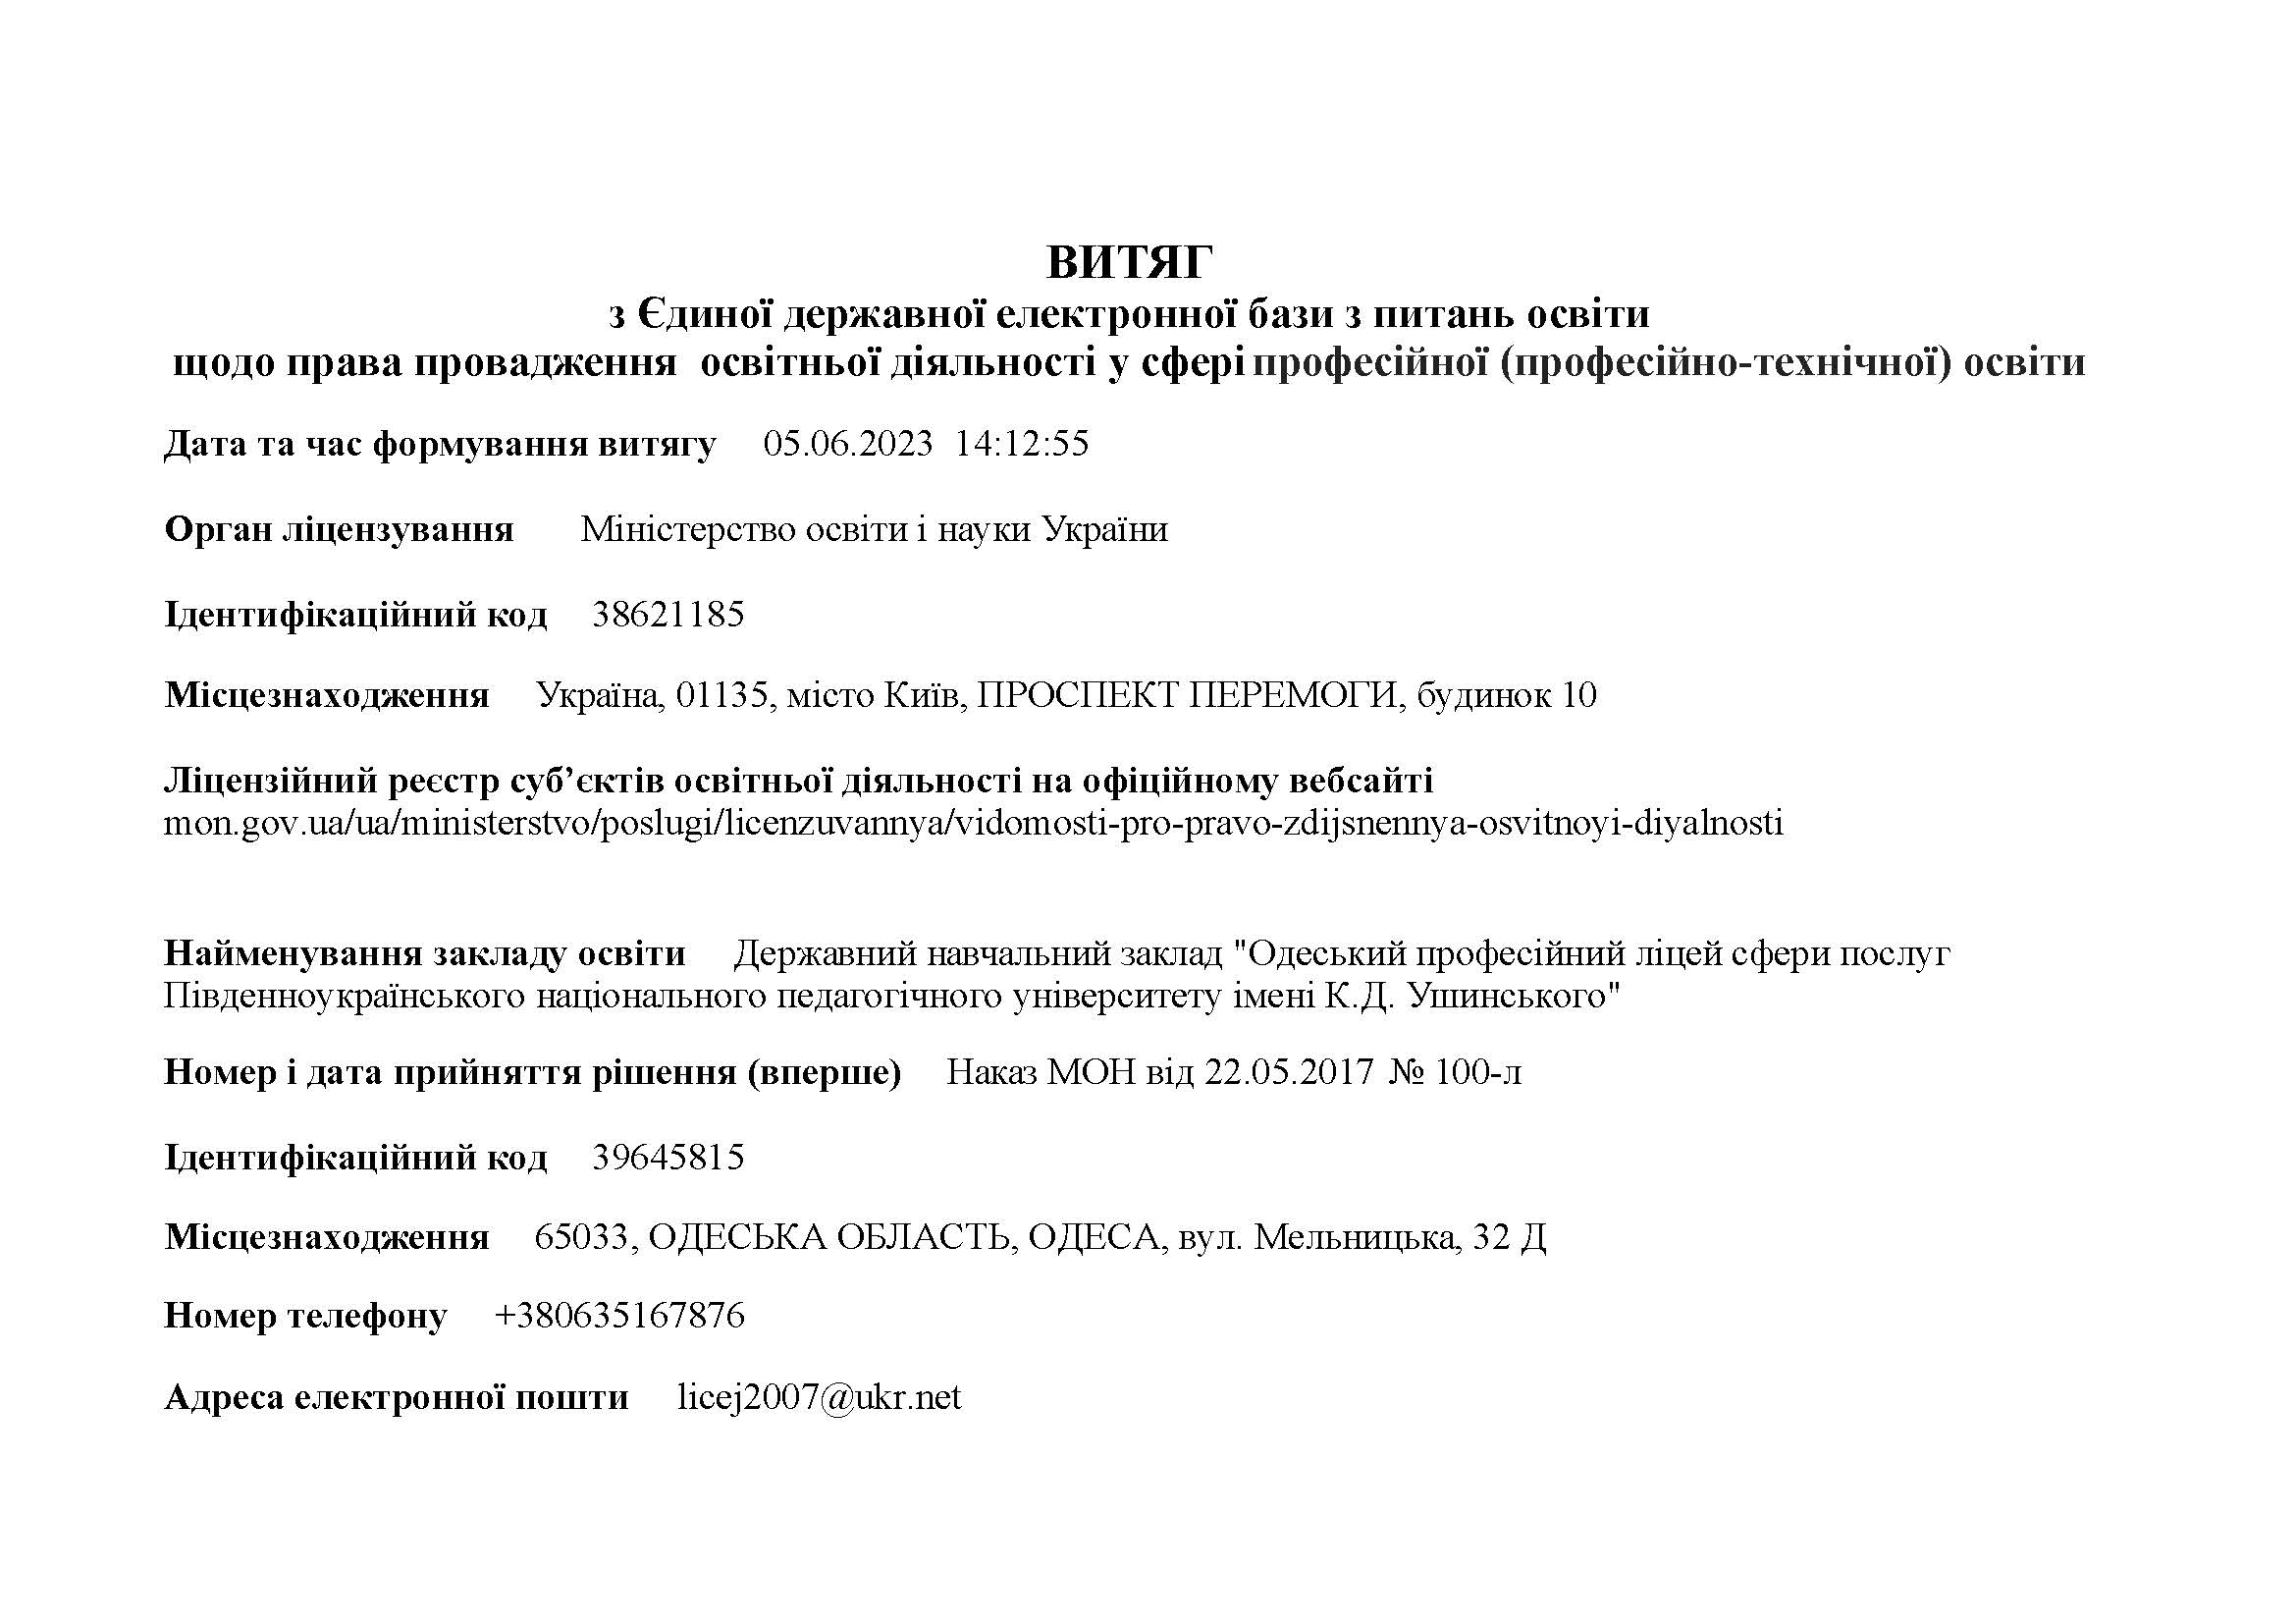 ВИТЯГ
з Єдиної державної електронної бази з питань освіти
щодо права провадження освітньої діяльності у сфері професійної (професійно-технічної) освіти
Дата та час формування витягу 05.06.2023 14:12:55
Орган ліцензування Міністерство освіти і науки України
Ідентифікаційний код 38621185
Місцезнаходження Україна, 01135, місто Київ, ПРОСПЕКТ ПЕРЕМОГИ, будинок 10
Ліцензійний реєстр суб’єктів освітньої діяльності на офіційному вебсайті
mon.gov.ua/ua/ministerstvo/poslugi/licenzuvannya/vidomosti-pro-pravo-zdijsnennya-osvitnoyi-diyalnosti
Найменування закладу освіти Державний навчальний заклад "Одеський професійний ліцей сфери послуг
Південноукраїнського національного педагогічного університету імені К.Д. Ушинського"
Номер і дата прийняття рішення (вперше) Наказ МОН від 22.05.2017 № 100-л
Ідентифікаційний код 39645815
Місцезнаходження 65033, ОДЕСЬКА ОБЛАСТЬ, ОДЕСА, вул. Мельницька, 32 Д
Номер телефону +380635167876
Адреса електронної пошти licej2007@ukr.net